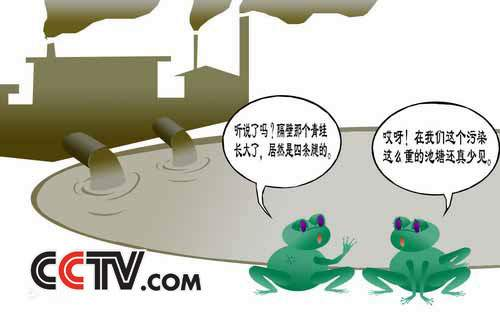 听说了吗?隔壁那个青蛙
长大了，居然是四条腿的。
哎呀！在我们这个污染
这么重的池塘还真少见。
CCTV.COM